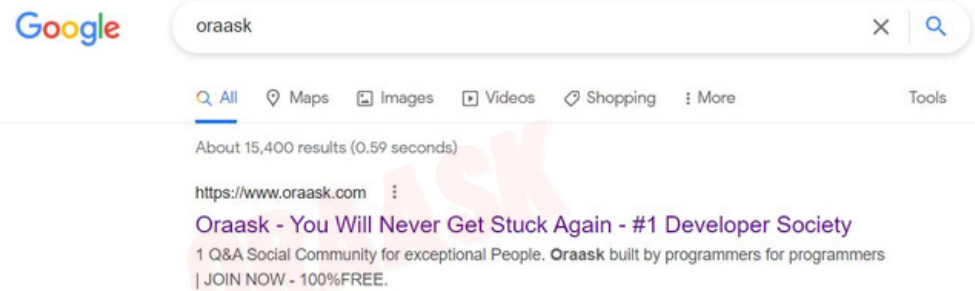 Google
oraask
All Maps Images Videos Shopping More Tools
About 15,400 results (0.59 seconds)
https://www.oraask.com
Oraask - You Will Never Get Stuck Again - #1 Developer Society
1 Q&A Social Community for exceptional People. Oraask built by programmers for programmers
| JOIN NOW - 100%FREE.
ORAASK